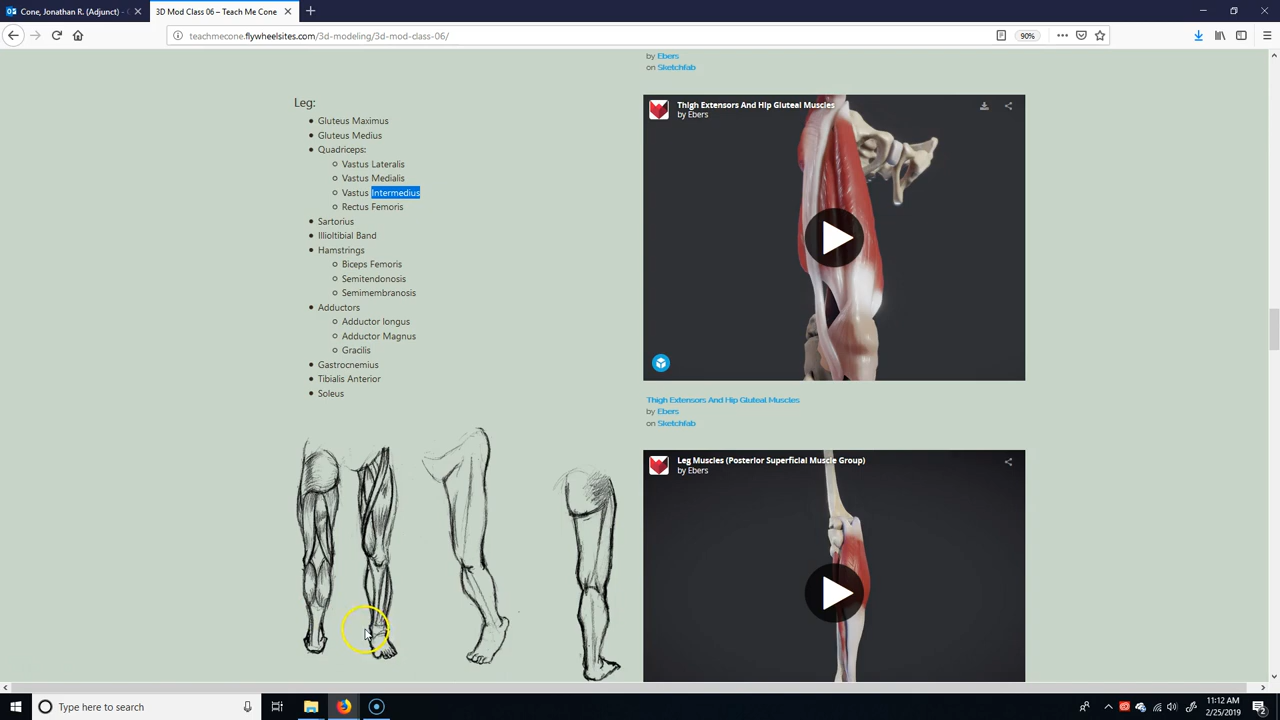 Cone, Jonathan R. (Adjunct) -
3D Mod Class 06 – Teach Me Cone
teachmecone.flywheelsites.com/3d-modeling/3d-mod-class-06/
90%
by Ebers
on Sketchfab
Leg:
Gluteus Maximus
Gluteus Medius
Quadriceps:
Vastus Lateralis
Vastus Medialis
Vastus Intermedius
Rectus Femoris
Sartorius
Illioltibial Band
Hamstrings
Biceps Femoris
Semitendonosis
Semimembranosis
Adductors
Adductor longus
Adductor Magnus
Gracilis
Gastrocnemius
Tibialis Anterior
Soleus
Thigh Extensors And Hip Gluteal Muscles
by Ebers
Thigh Extensors And Hip Gluteal Muscles
by Ebers
on Sketchfab
Leg Muscles (Posterior Superficial Muscle Group)
by Ebers
Type here to search
11:12 AM
2/25/2019
2